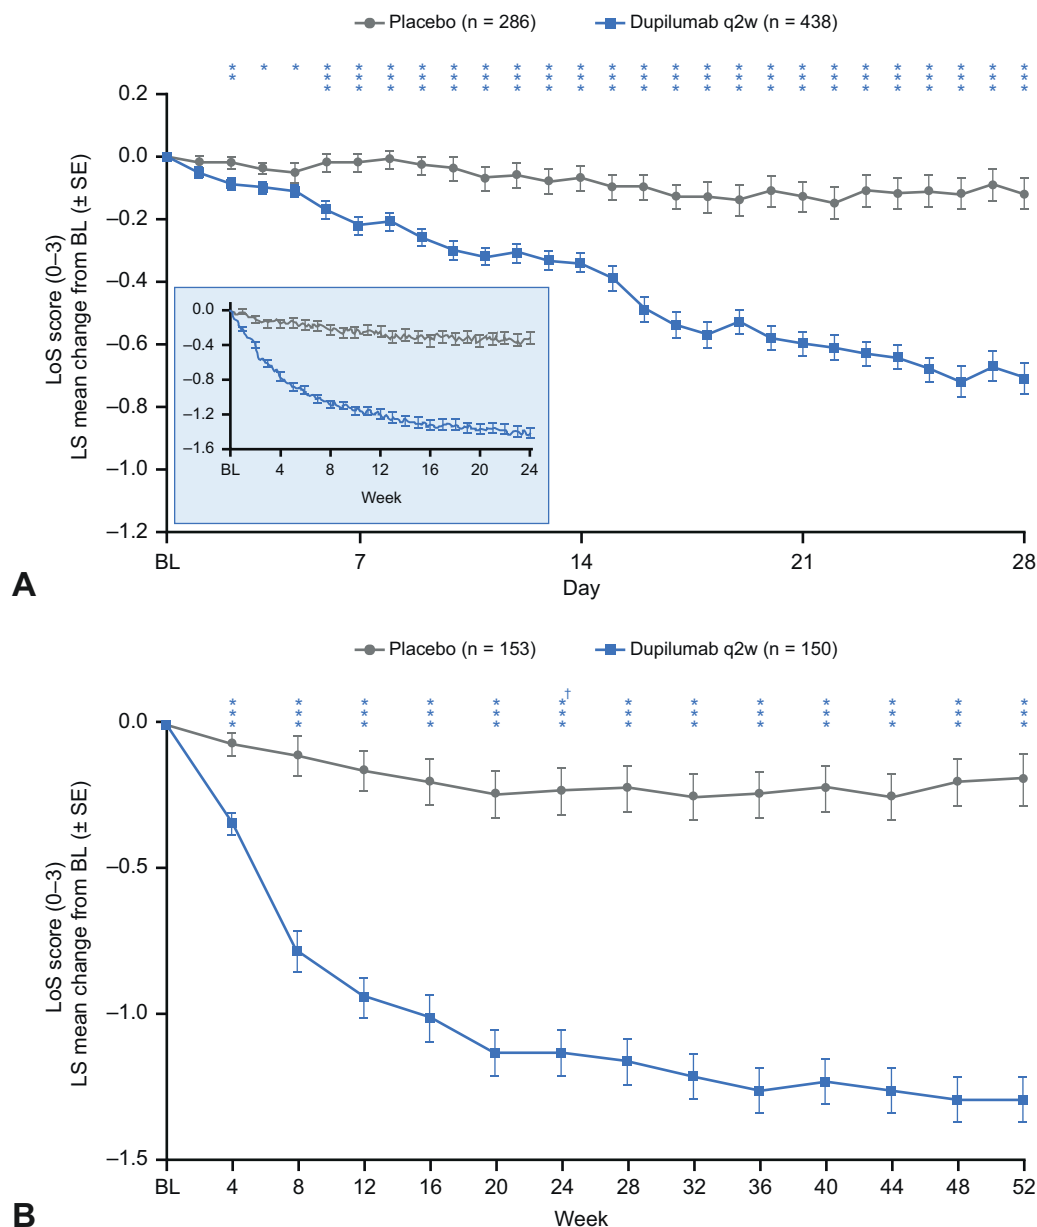 Placebo (n = 286) Dupilumab q2w (n = 438)
** * * *** *** *** *** *** *** *** *** *** *** *** *** *** *** *** *** *** *** *** *** *** *** ***
LoS score (0–3)
LS mean change from BL (± SE)
0.2
0.0
–0.2
–0.4
–0.6
–0.8
–1.0
–1.2
0.0
–0.4
–0.8
–1.2
–1.6
BL 4 8 12 16 20 24
Week
BL 7 14 21 28
Day
A
Placebo (n = 153) Dupilumab q2w (n = 150)
*** *** *** *** *** ***† *** *** *** *** *** *** ***
LoS score (0–3)
LS mean change from BL (± SE)
0.0
–0.5
–1.0
–1.5
BL 4 8 12 16 20 24 28 32 36 40 44 48 52
Week
B